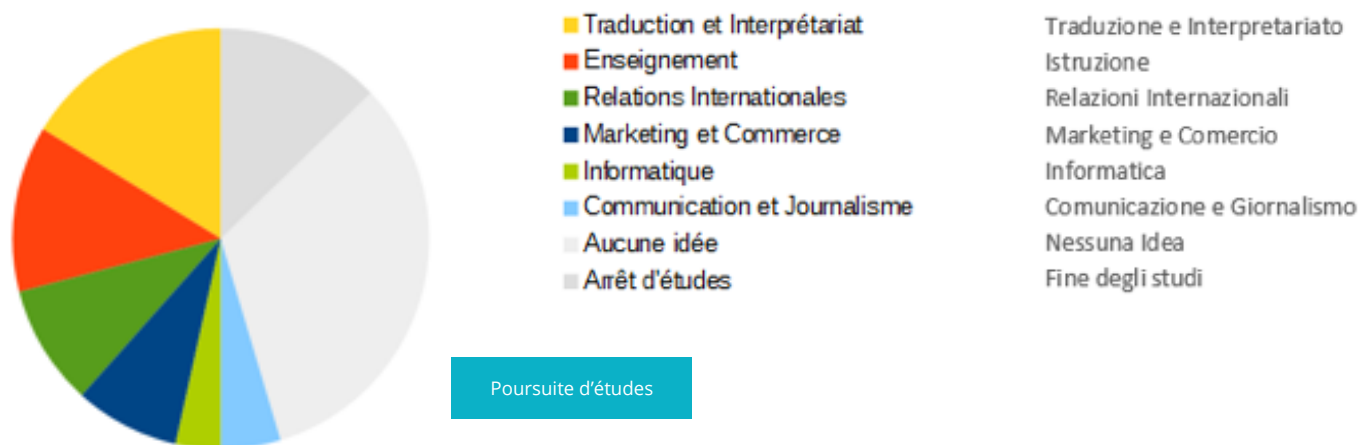 Traduction et Interprétariat Traduzione e Interpretariato
Enseignement Istruzione
Relations Internationales Relazioni Internazionali
Marketing et Commerce Marketing e Comercio
Informatique Informatica
Communication et Journalisme Comunicazione e Giornalismo
Aucune idée Nessuna Idea
Arrêt d'études Fine degli studi
Poursuite d'études